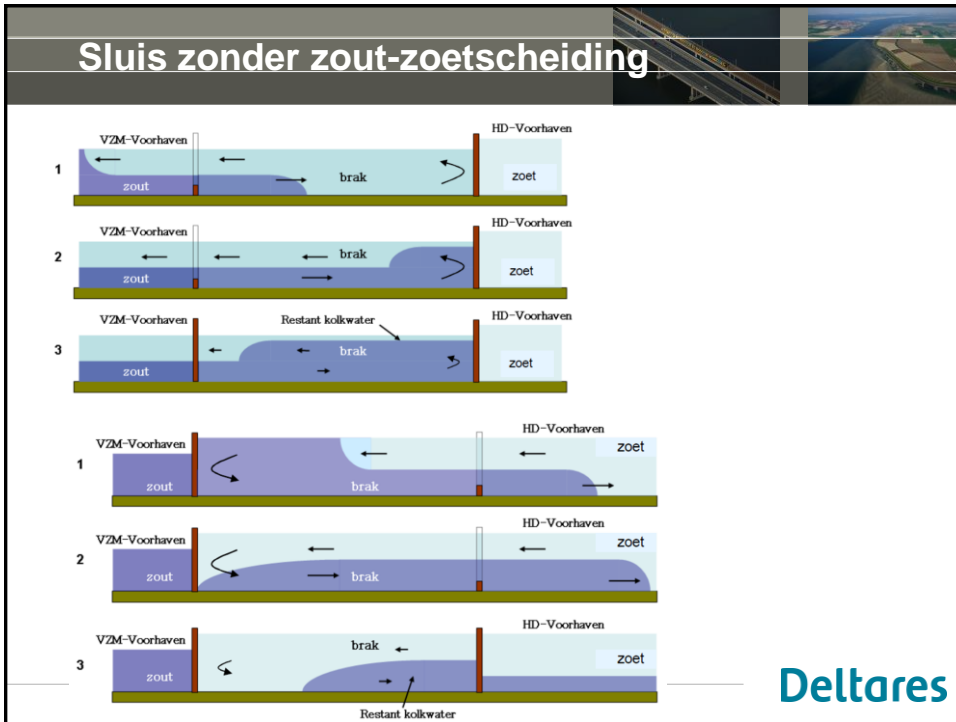 Sluis zonder zout-zoetscheiding
VZM-Voorhaven HD-Voorhaven
1 zout brak zoet
VZM-Voorhaven HD-Voorhaven
2 zout brak zoet
VZM-Voorhaven Restant kolkwater HD-Voorhaven
3 zout brak zoet
VZM-Voorhaven HD-Voorhaven
1 zout brak zoet
VZM-Voorhaven HD-Voorhaven
2 zout brak zoet
VZM-Voorhaven HD-Voorhaven
3 zout brak zoet
Restant kolkwater
Deltares